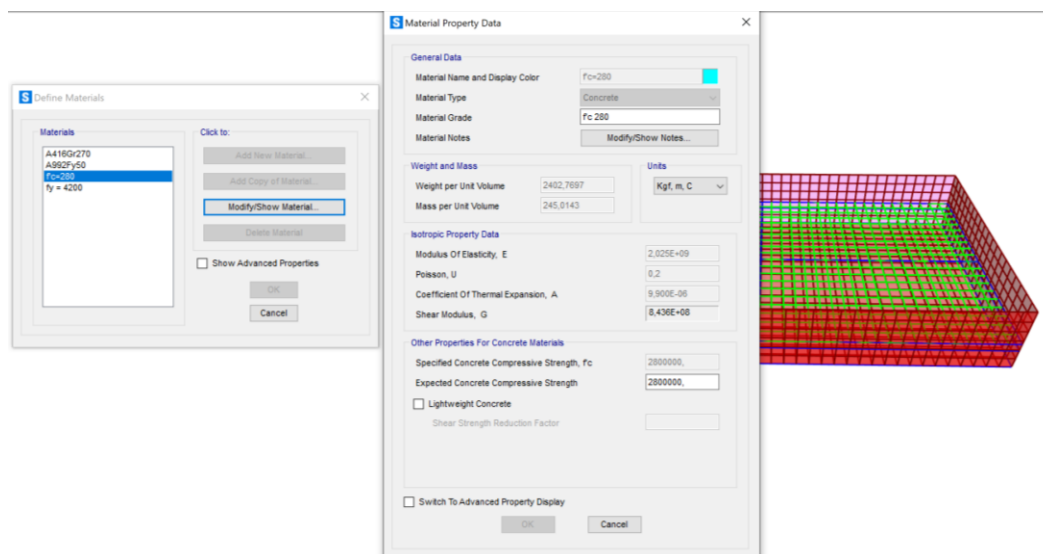 S Define Materials
Materials
A416Gr270
A992Fy50
f'c=280
fy = 4200
Click to:
Add New Material...
Add Copy of Material...
Modify/Show Material...
Delete Material
Show Advanced Properties
OK
Cancel
S Material Property Data
General Data
Material Name and Display Color f'c=280
Material Type Concrete
Material Grade f'c 280
Material Notes Modify/Show Notes...
Weight and Mass
Weight per Unit Volume 2402,7697
Mass per Unit Volume 245,0143
Units
Kgf, m, C
Isotropic Property Data
Modulus Of Elasticity, E 2,025E+09
Poisson, U 0,2
Coefficient Of Thermal Expansion, A 9,900E-06
Shear Modulus, G 8,436E+08
Other Properties For Concrete Materials
Specified Concrete Compressive Strength, f'c 2800000,
Expected Concrete Compressive Strength 2800000,
Lightweight Concrete
Shear Strength Reduction Factor
Switch To Advanced Property Display
OK
Cancel